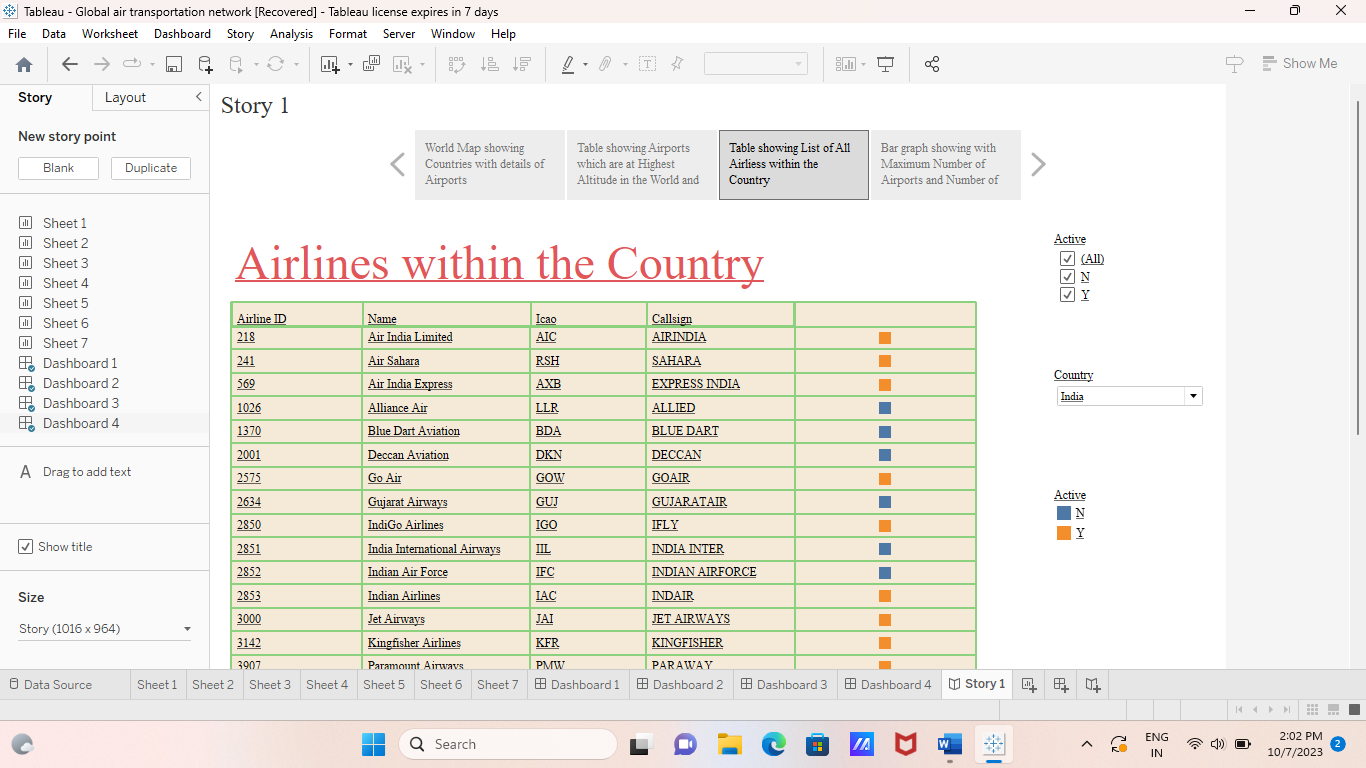 Tableau - Global air transportation network [Recovered] - Tableau license expires in 7 days
File Data Worksheet Dashboard Story Analysis Format Server Window Help
Show Me
Story Layout
New story point
Blank Duplicate
Sheet 1
Sheet 2
Sheet 3
Sheet 4
Sheet 5
Sheet 6
Sheet 7
Dashboard 1
Dashboard 2
Dashboard 3
Dashboard 4
A Drag to add text
Show title
Size
Story (1016 x 964)
Story 1
World Map showing
Countries with details of
Airports
Table showing Airports
which are at Highest
Altitude in the World and
Table showing List of All
Airliess within the
Country
Bar graph showing with
Maximum Number of
Airports and Number of
Airlines within the Country
Airline ID Name Icao Callsign
218 Air India Limited AIC AIRINDIA
241 Air Sahara RSH SAHARA
569 Air India Express AXB EXPRESS INDIA
1026 Alliance Air LLR ALLIED
1370 Blue Dart Aviation BDA BLUE DART
2001 Deccan Aviation DKN DECCAN
2575 Go Air GOW GOAIR
2634 Gujarat Airways GUJ GUJARATAIR
2850 IndiGo Airlines IGO IFLY
2851 India International Airways IIL INDIA INTER
2852 Indian Air Force IFC INDIAN AIRFORCE
2853 Indian Airlines IAC INDAIR
3000 Jet Airways JAI JET AIRWAYS
3142 Kingfisher Airlines KFR KINGFISHER
3907 Paramount Airways PMW PARAWAY
Active
(All)
N
Y
Country
India
Active
N
Y
Data Source Sheet 1 Sheet 2 Sheet 3 Sheet 4 Sheet 5 Sheet 6 Sheet 7 Dashboard 1 Dashboard 2 Dashboard 3 Dashboard 4 Story 1
Search
ENG
IN
2:02 PM
10/7/2023
2